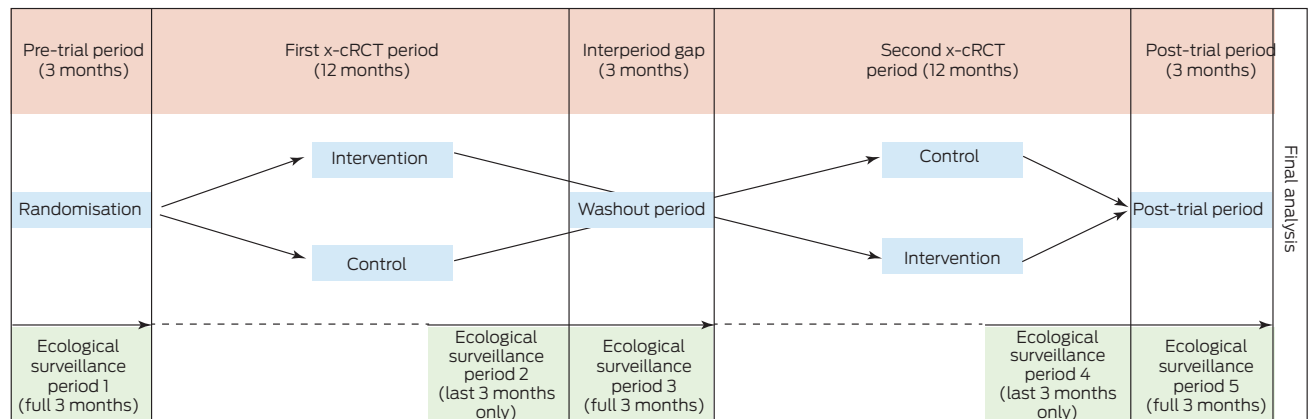 Pre-trial period
(3 months)
First x-cRCT period
(12 months)
Interperiod gap
(3 months)
Second x-cRCT
period (12 months)
Post-trial period
(3 months)
Intervention
Control
Randomisation
Washout period
Post-trial period
Control
Intervention
Final analysis
Ecological
surveillance
period 1
(full 3 months)
Ecological
surveillance
period 2
(last 3 months
only)
Ecological
surveillance
period 3
(full 3 months)
Ecological
surveillance
period 4
(last 3 months
only)
Ecological
surveillance
period 5
(full 3 months)